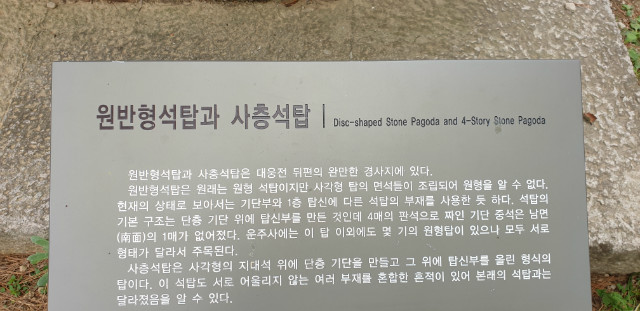 원반형석탑과 사층석탑 | Disc-shaped Stone Pagoda and 4-Story Stone Pagoda
원반형석탑과 사층석탑은 대웅전 뒤편의 완만한 경사지에 있다.
원반형석탑은 원래는 원형 석탑이지만 사각형 탑의 면석들이 조립되어 원형을 알 수 없다.
현재의 상태로 보아서는 기단부와 1층 탑신에 다른 석탑의 부재를 사용한 듯 하다. 석탑의
기본 구조는 단층 기단 위에 탑신부를 만든 것인데 4매의 판석으로 짜인 기단 중석은 남면
(南面)의 1매가 없어졌다. 운주사에는 이 탑 이외에도 몇 기의 원형탑이 있으나 모두 서로
형태가 달라서 주목된다.
사층석탑은 사각형의 지대석 위에 단층 기단을 만들고 그 위에 탑신부를 올린 형식의
탑이다. 이 석탑도 서로 어울리지 않는 여러 부재를 혼합한 흔적이 있어 본래의 석탑과는
달라졌음을 알 수 있다.